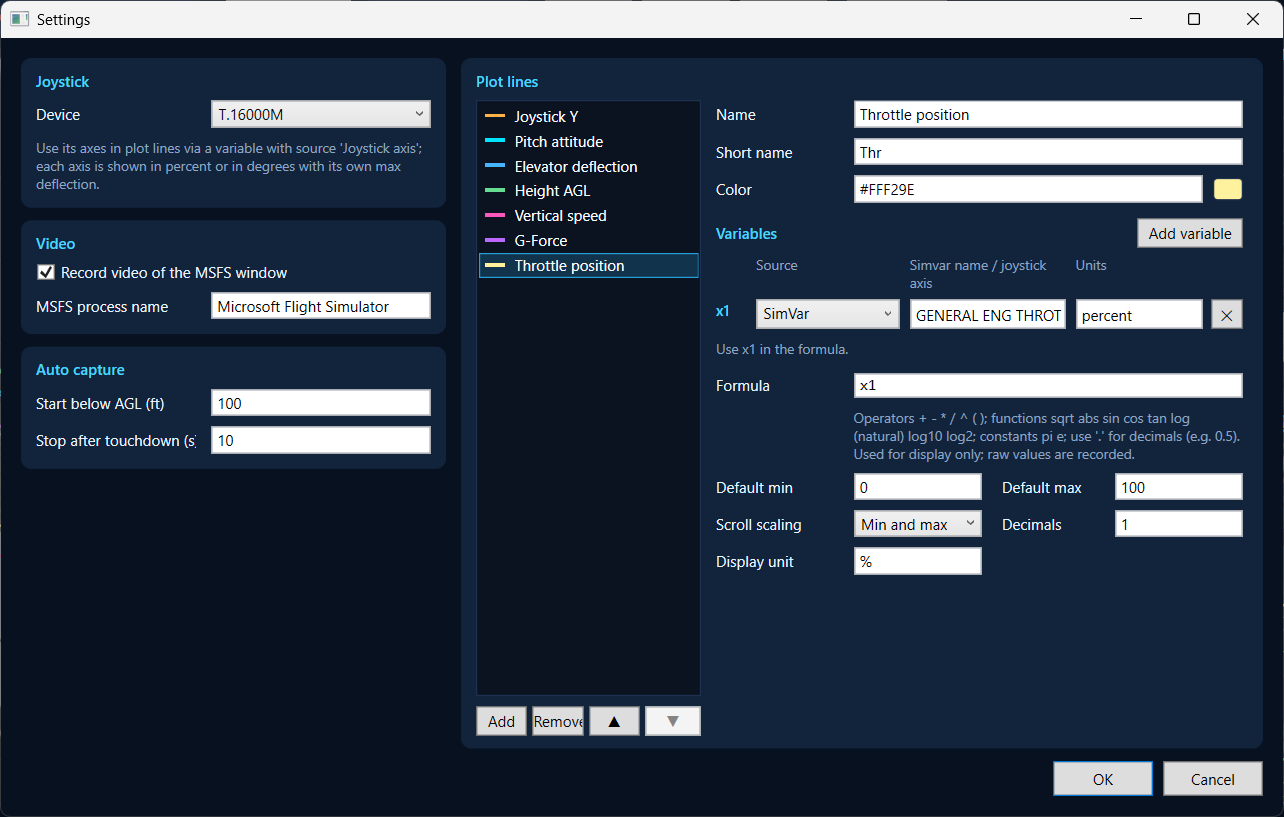 Settings
Joystick
Device
T.16000M
Use its axes in plot lines via a variable with source 'Joystick axis';
each axis is shown in percent or in degrees with its own max
deflection.
Video
Record video of the MSFS window
MSFS process name
Microsoft Flight Simulator
Auto capture
Start below AGL (ft)
100
Stop after touchdown (s
10
Plot lines
Joystick Y
Pitch attitude
Elevator deflection
Height AGL
Vertical speed
G-Force
Throttle position
Add
Remove
▲
▼
Name
Throttle position
Short name
Thr
Color
#FFF29E
Variables
Add variable
Source
Simvar name / joystick
axis
Units
x1
SimVar
GENERAL ENG THROT
percent
Use x1 in the formula.
Formula
x1
Operators + - * / ^ ( ); functions sqrt abs sin cos tan log
(natural) log10 log2; constants pi e; use '.' for decimals (e.g. 0.5).
Used for display only; raw values are recorded.
Default min
0
Default max
100
Scroll scaling
Min and max
Decimals
1
Display unit
%
OK
Cancel